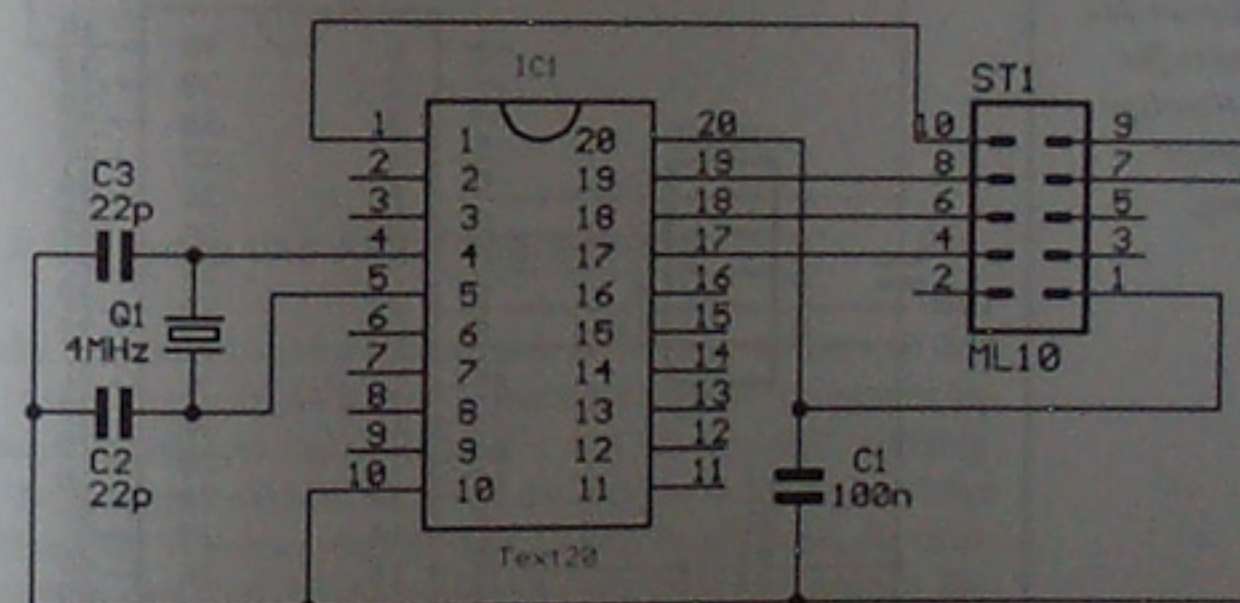 IC1
ST1
1 1 20 20 10 9
2 2 19 19 8 7
3 3 18 18 6 5
4 4 17 17 4 3
5 5 16 16 2 1
6 6 15 15
7 7 14 14
8 8 13 13
9 9 12 12
10 10 11 11
C3
22p
Q1
4MHz
C2
22p
ML10
C1
100n
Text20